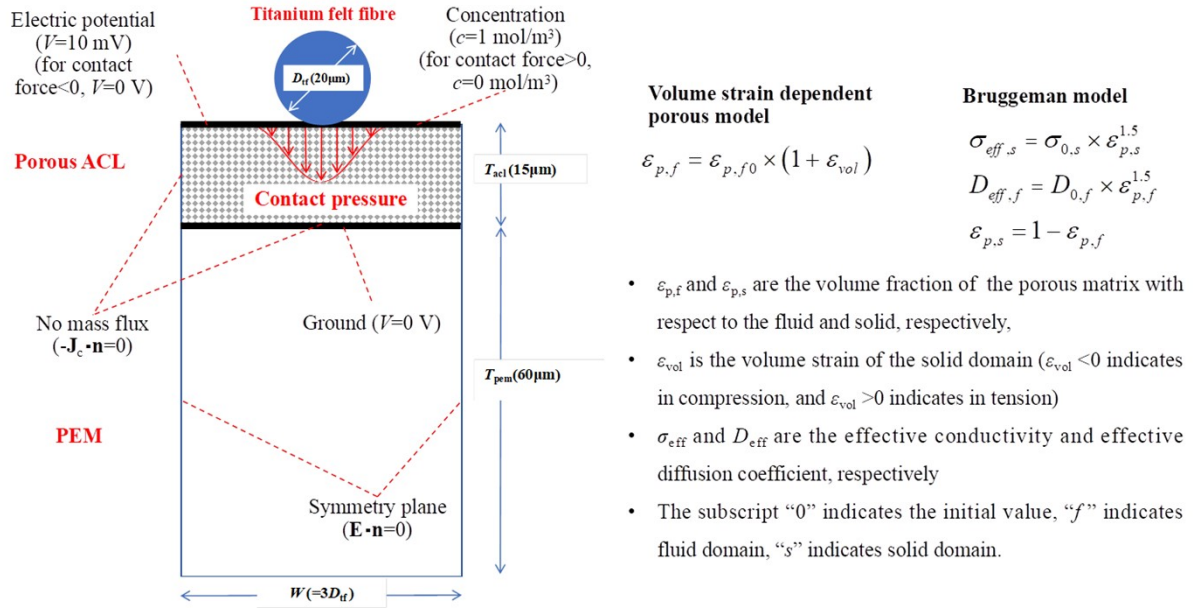 Electric potential
(V=10 mV)
(for contact
force<0, V=0 V)
Titanium felt fibre
Concentration
(c=1 mol/m³)
(for contact force>0,
c=0 mol/m³)
D_tf(20μm)
Porous ACL
T_acl(15μm)
Contact pressure
No mass flux
(-J_c·n=0)
Ground (V=0 V)
T_pem(60μm)
PEM
Symmetry plane
(E·n=0)
W(=3D_tf)
Volume strain dependent
porous model
ε_p,f = ε_p,f0 × (1 + ε_vol)
Bruggeman model
σ_eff,s = σ_0,s × ε_p,s^1.5
D_eff,f = D_0,f × ε_p,f^1.5
ε_p,s = 1 − ε_p,f
• ε_p,f and ε_p,s are the volume fraction of the porous matrix with
respect to the fluid and solid, respectively,
• ε_vol is the volume strain of the solid domain (ε_vol <0 indicates
in compression, and ε_vol >0 indicates in tension)
• σ_eff and D_eff are the effective conductivity and effective
diffusion coefficient, respectively
• The subscript “0” indicates the initial value, “f” indicates
fluid domain, “s” indicates solid domain.